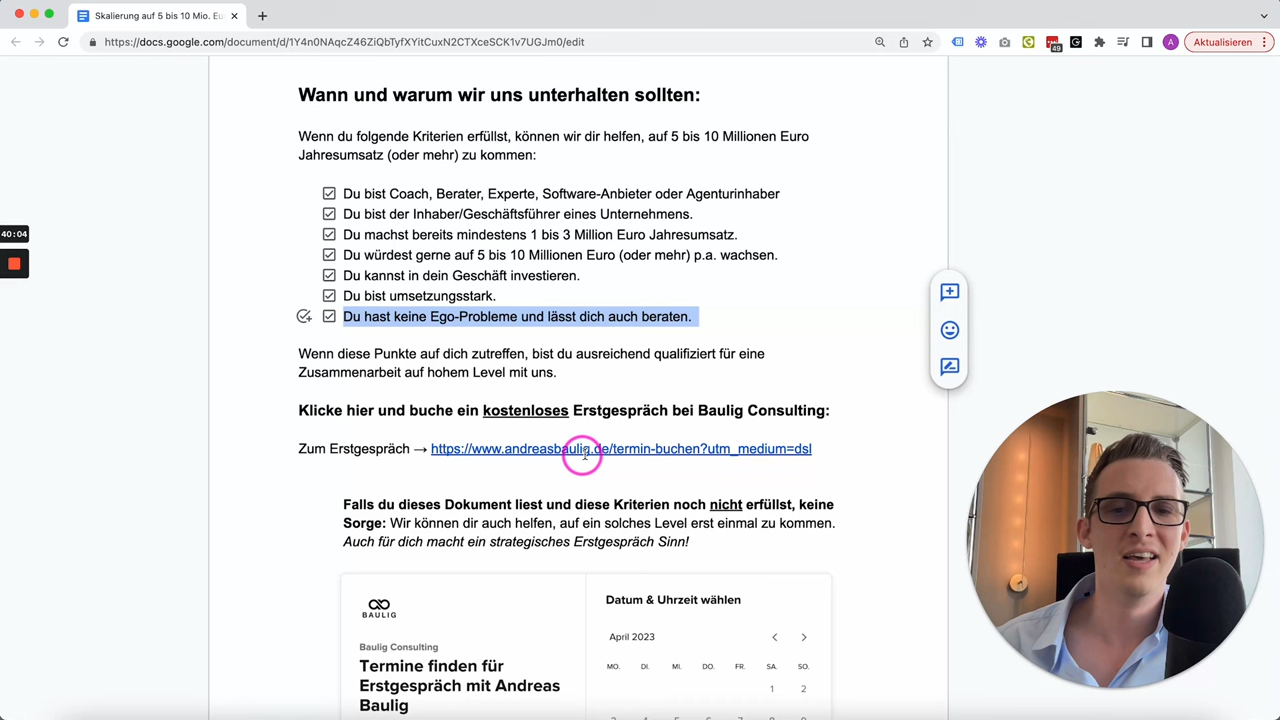 Skalierung auf 5 bis 10 Mio. Eu
https://docs.google.com/document/d/1Y4n0NAqcZ46ZiQbTyfXYitCuxN2CTXceSCK1v7UGJm0/edit
49
A
Aktualisieren
Wann und warum wir uns unterhalten sollten:
Wenn du folgende Kriterien erfüllst, können wir dir helfen, auf 5 bis 10 Millionen Euro
Jahresumsatz (oder mehr) zu kommen:
Du bist Coach, Berater, Experte, Software-Anbieter oder Agenturinhaber
Du bist der Inhaber/Geschäftsführer eines Unternehmens.
40:04
Du machst bereits mindestens 1 bis 3 Million Euro Jahresumsatz.
Du würdest gerne auf 5 bis 10 Millionen Euro (oder mehr) p.a. wachsen.
Du kannst in dein Geschäft investieren.
Du bist umsetzungsstark.
Du hast keine Ego-Probleme und lässt dich auch beraten.
Wenn diese Punkte auf dich zutreffen, bist du ausreichend qualifiziert für eine
Zusammenarbeit auf hohem Level mit uns.
Klicke hier und buche ein kostenloses Erstgespräch bei Baulig Consulting:
Zum Erstgespräch → https://www.andreasbaulig.de/termin-buchen?utm_medium=dsl
Falls du dieses Dokument liest und diese Kriterien noch nicht erfüllst, keine
Sorge: Wir können dir auch helfen, auf ein solches Level erst einmal zu kommen.
Auch für dich macht ein strategisches Erstgespräch Sinn!
BAULIG
Baulig Consulting
Termine finden für
Erstgespräch mit Andreas
Baulig
Datum & Uhrzeit wählen
April 2023
MO. DI. MI. DO. FR. SA. SO.
1 2